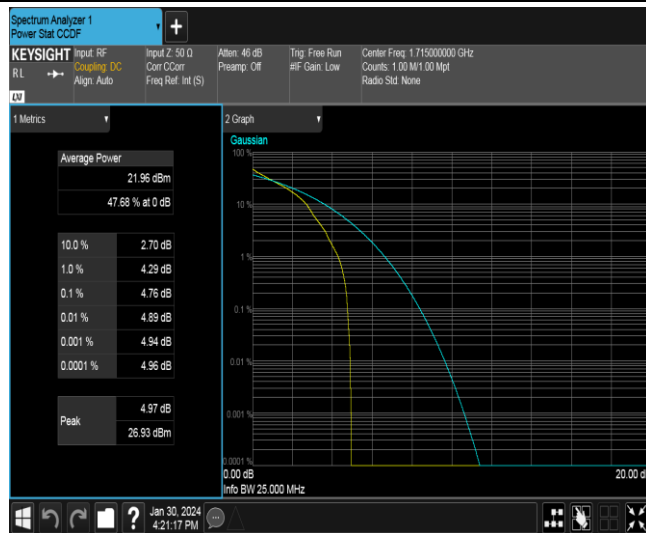 Spectrum Analyzer 1
Power Stat CCDF
+
KEYSIGHT
RL
LXI
Input: RF
Coupling: DC
Align: Auto
Input Z: 50 Ω
Corr CCorr
Freq Ref: Int (S)
Atten: 46 dB
Preamp: Off
Trig: Free Run
#IF Gain: Low
Center Freq: 1.715000000 GHz
Counts: 1.00 M/1.00 Mpt
Radio Std: None
1 Metrics
Average Power
21.96 dBm
47.68 % at 0 dB
10.0 % 2.70 dB
1.0 % 4.29 dB
0.1 % 4.76 dB
0.01 % 4.89 dB
0.001 % 4.94 dB
0.0001 % 4.96 dB
Peak
4.97 dB
26.93 dBm
2 Graph
Gaussian
100 %
10 %
1 %
0.1 %
0.01 %
0.001 %
0.0001 %
0.00 dB
20.00 d
Info BW 25.000 MHz
?
Jan 30, 2024
4:21:17 PM